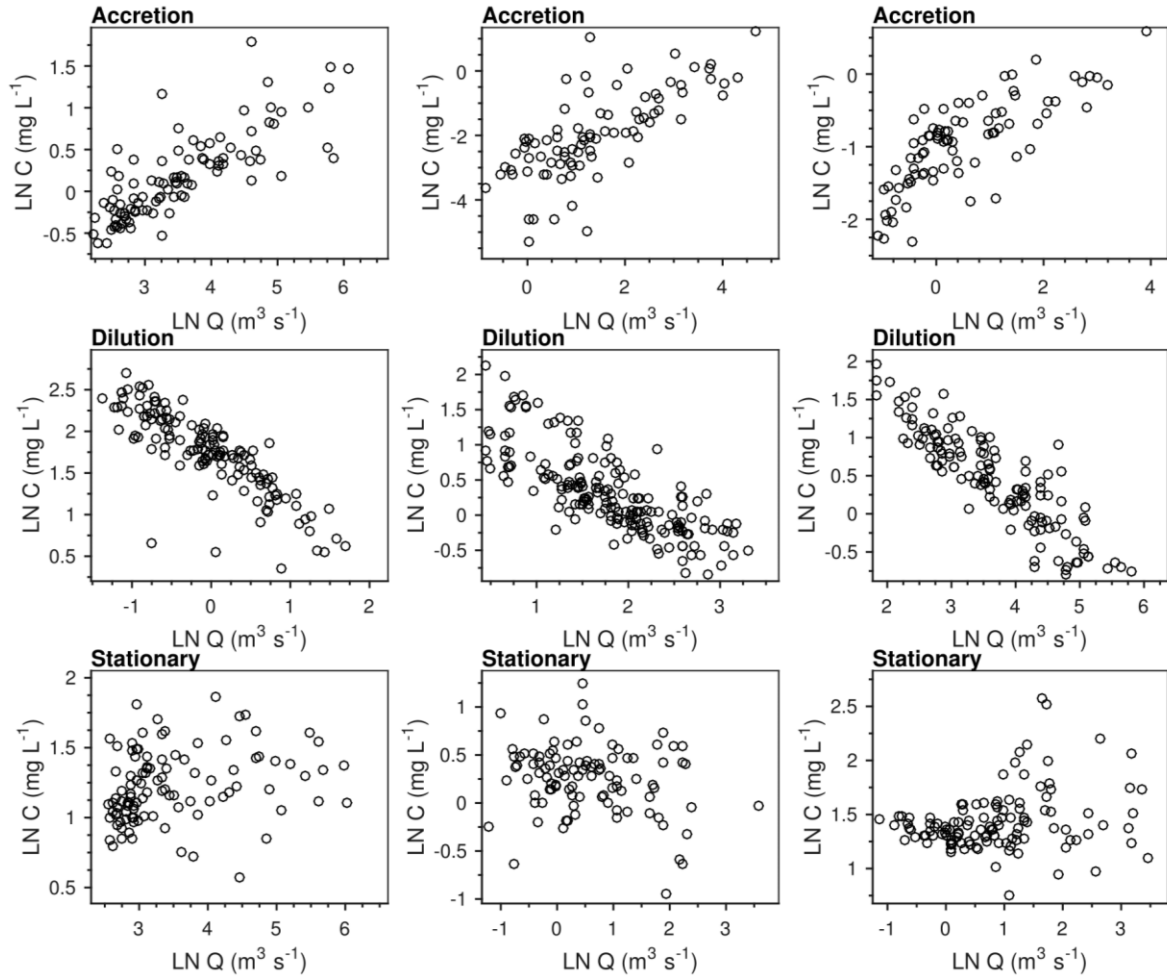 Accretion
LN C (mg L⁻¹)
1.5
1
0.5
0
-0.5
3 4 5 6
LN Q (m³ s⁻¹)
Accretion
LN C (mg L⁻¹)
0
-2
-4
0 2 4
LN Q (m³ s⁻¹)
Accretion
LN C (mg L⁻¹)
0
-1
-2
0 2 4
LN Q (m³ s⁻¹)
Dilution
LN C (mg L⁻¹)
2.5
2
1.5
1
0.5
-1 0 1 2
LN Q (m³ s⁻¹)
Dilution
LN C (mg L⁻¹)
2
1.5
1
0.5
0
-0.5
1 2 3
LN Q (m³ s⁻¹)
Dilution
LN C (mg L⁻¹)
2
1.5
1
0.5
0
-0.5
2 3 4 5 6
LN Q (m³ s⁻¹)
Stationary
LN C (mg L⁻¹)
2
1.5
1
0.5
3 4 5 6
LN Q (m³ s⁻¹)
Stationary
LN C (mg L⁻¹)
1
0.5
0
-0.5
-1
-1 0 1 2 3
LN Q (m³ s⁻¹)
Stationary
LN C (mg L⁻¹)
2.5
2
1.5
1
-1 0 1 2 3
LN Q (m³ s⁻¹)